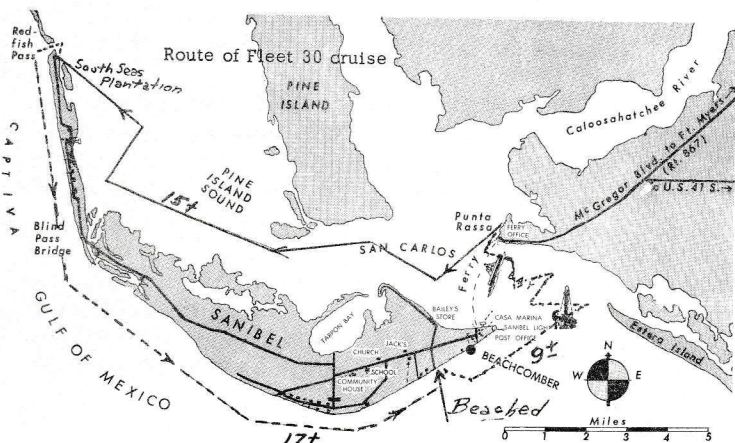 Red-
fish
Pass
Route of Fleet 30 cruise
South Seas
Plantation
PINE
ISLAND
Caloosahatchee River
McGregor Blvd. to Ft. Myers
(Rt. 867)
U.S. 41 S.
CAPTIVA
PINE
ISLAND
SOUND
15±
Punta
Rassa
FERRY
OFFICE
Blind
Pass
Bridge
SAN CARLOS
Ferry
GULF OF MEXICO
SANIBEL
TARPON BAY
BAILEY'S
STORE
CASA MARINA
SANIBEL LIGHT
POST OFFICE
Estero Island
JACK'S
CHURCH
SCHOOL
COMMUNITY
HOUSE
BEACHCOMBER
9±
N
W E
S
Beached
17±
Miles
0 1 2 3 4 5